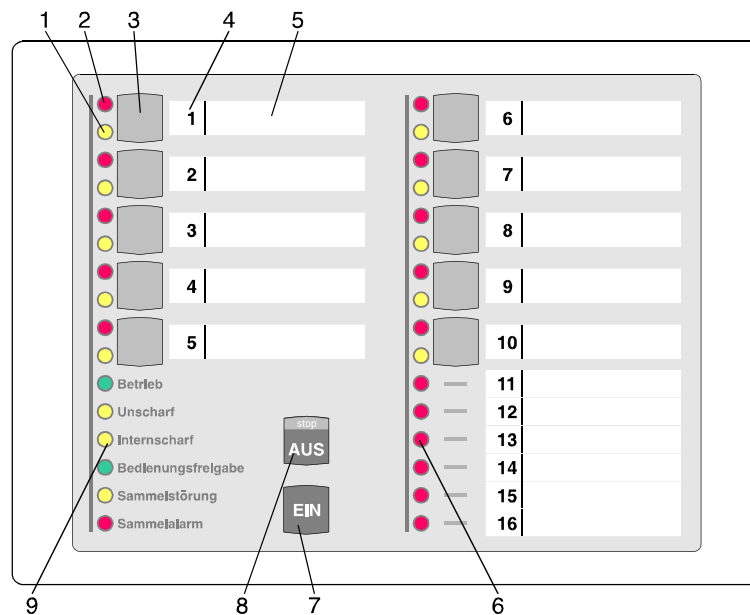 1 2 3 4 5
1
2
3
4
5
Betrieb
Unscharf
Internscharf
Bedienungsfreigabe
Sammelstörung
Sammelalarm
stop
AUS
EIN
6
7
8
9
10
11
12
13
14
15
16
9 8 7 6